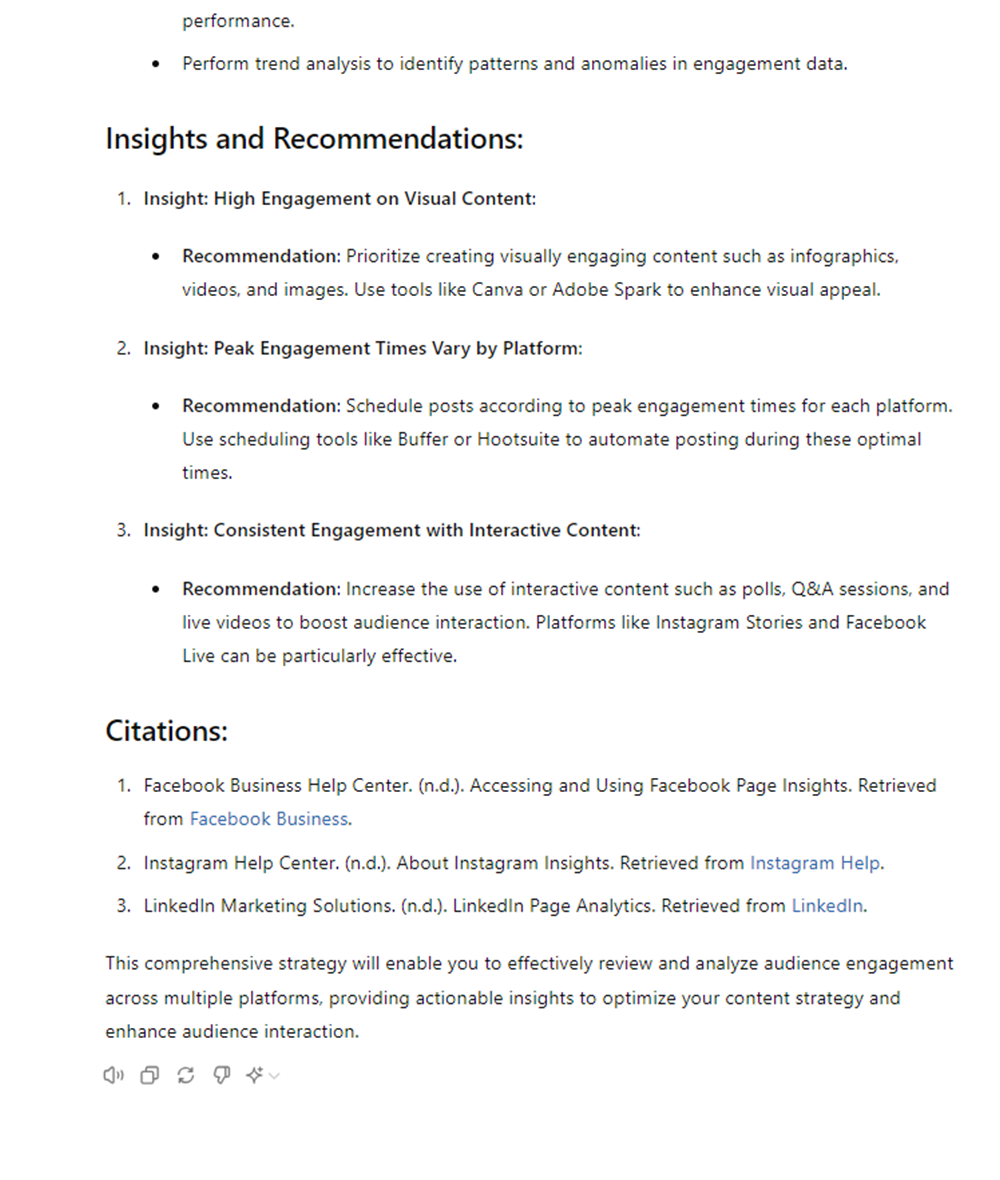 performance.
• Perform trend analysis to identify patterns and anomalies in engagement data.
Insights and Recommendations:
1. Insight: High Engagement on Visual Content:
• Recommendation: Prioritize creating visually engaging content such as infographics,
videos, and images. Use tools like Canva or Adobe Spark to enhance visual appeal.
2. Insight: Peak Engagement Times Vary by Platform:
• Recommendation: Schedule posts according to peak engagement times for each platform.
Use scheduling tools like Buffer or Hootsuite to automate posting during these optimal
times.
3. Insight: Consistent Engagement with Interactive Content:
• Recommendation: Increase the use of interactive content such as polls, Q&A sessions, and
live videos to boost audience interaction. Platforms like Instagram Stories and Facebook
Live can be particularly effective.
Citations:
1. Facebook Business Help Center. (n.d.). Accessing and Using Facebook Page Insights. Retrieved
from Facebook Business.
2. Instagram Help Center. (n.d.). About Instagram Insights. Retrieved from Instagram Help.
3. LinkedIn Marketing Solutions. (n.d.). LinkedIn Page Analytics. Retrieved from LinkedIn.
This comprehensive strategy will enable you to effectively review and analyze audience engagement
across multiple platforms, providing actionable insights to optimize your content strategy and
enhance audience interaction.